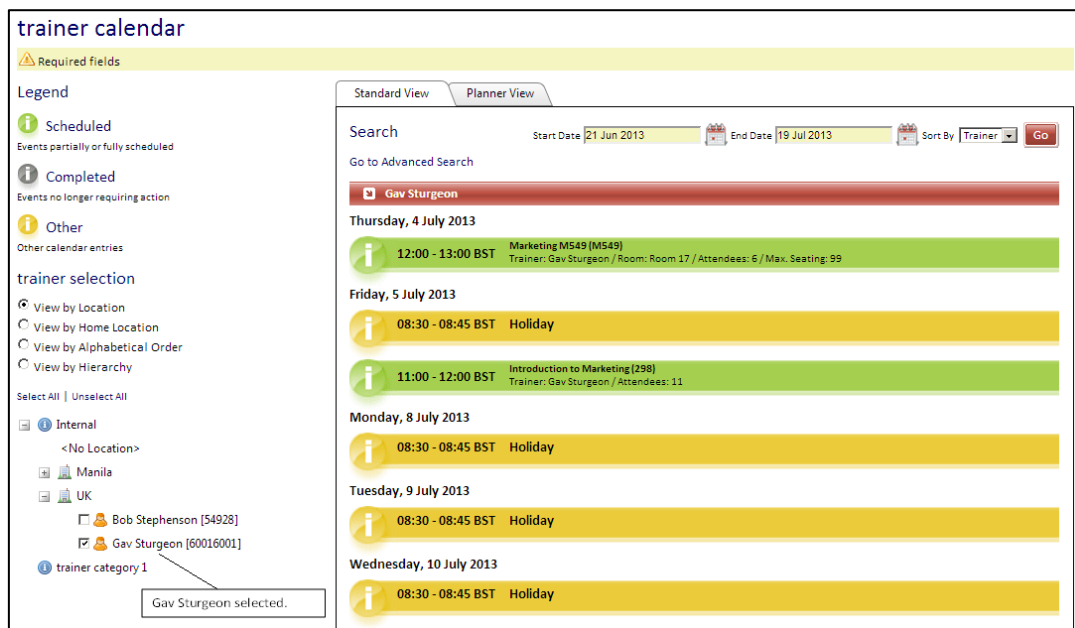 trainer calendar
Required fields
Legend
Scheduled
Events partially or fully scheduled
Completed
Events no longer requiring action
Other
Other calendar entries
trainer selection
View by Location
View by Home Location
View by Alphabetical Order
View by Hierarchy
Select All | Unselect All
Internal
<No Location>
Manila
UK
Bob Stephenson [54928]
Gav Sturgeon [60016001]
trainer category 1
Gav Sturgeon selected.
Standard View Planner View
Search Start Date 21 Jun 2013 End Date 19 Jul 2013 Sort By Trainer Go
Go to Advanced Search
Gav Sturgeon
Thursday, 4 July 2013
12:00 - 13:00 BST Marketing M549 (M549)
Trainer: Gav Sturgeon / Room: Room 17 / Attendees: 6 / Max. Seating: 99
Friday, 5 July 2013
08:30 - 08:45 BST Holiday
11:00 - 12:00 BST Introduction to Marketing (298)
Trainer: Gav Sturgeon / Attendees: 11
Monday, 8 July 2013
08:30 - 08:45 BST Holiday
Tuesday, 9 July 2013
08:30 - 08:45 BST Holiday
Wednesday, 10 July 2013
08:30 - 08:45 BST Holiday